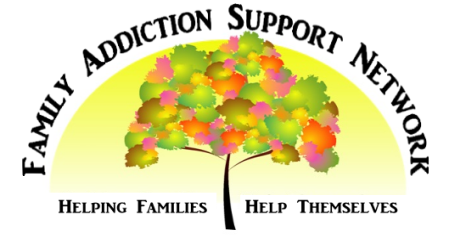 FAMILY ADDICTION SUPPORT NETWORK
HELPING FAMILIES HELP THEMSELVES